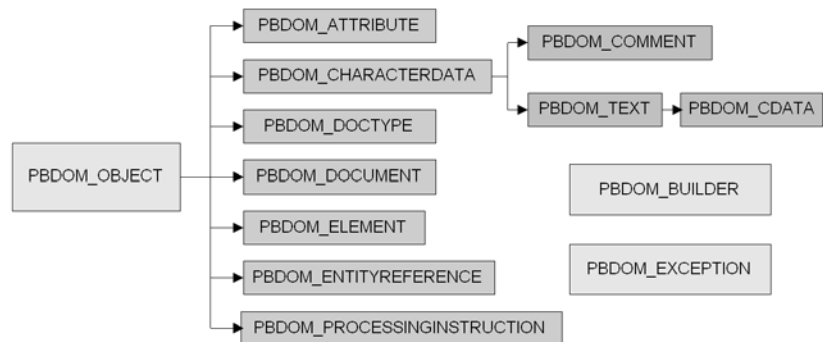 PBDOM_OBJECT
PBDOM_ATTRIBUTE
PBDOM_CHARACTERDATA
PBDOM_DOCTYPE
PBDOM_DOCUMENT
PBDOM_ELEMENT
PBDOM_ENTITYREFERENCE
PBDOM_PROCESSINGINSTRUCTION
PBDOM_COMMENT
PBDOM_TEXT
PBDOM_CDATA
PBDOM_BUILDER
PBDOM_EXCEPTION